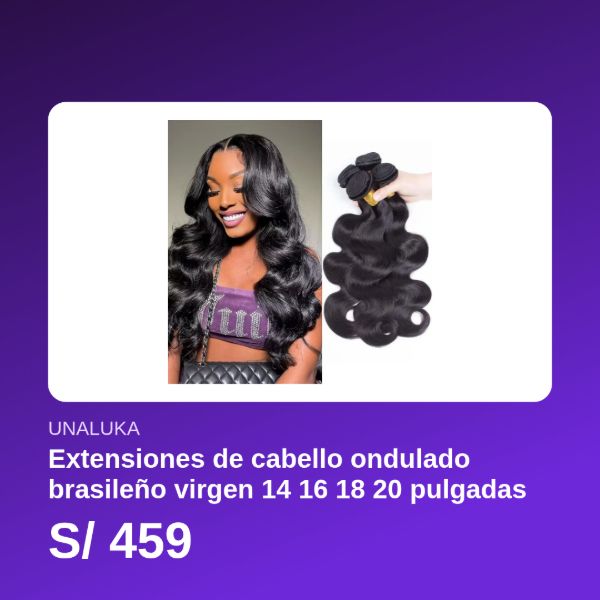 UNALUKA
Extensiones de cabello ondulado
brasileño virgen 14 16 18 20 pulgadas
S/ 459